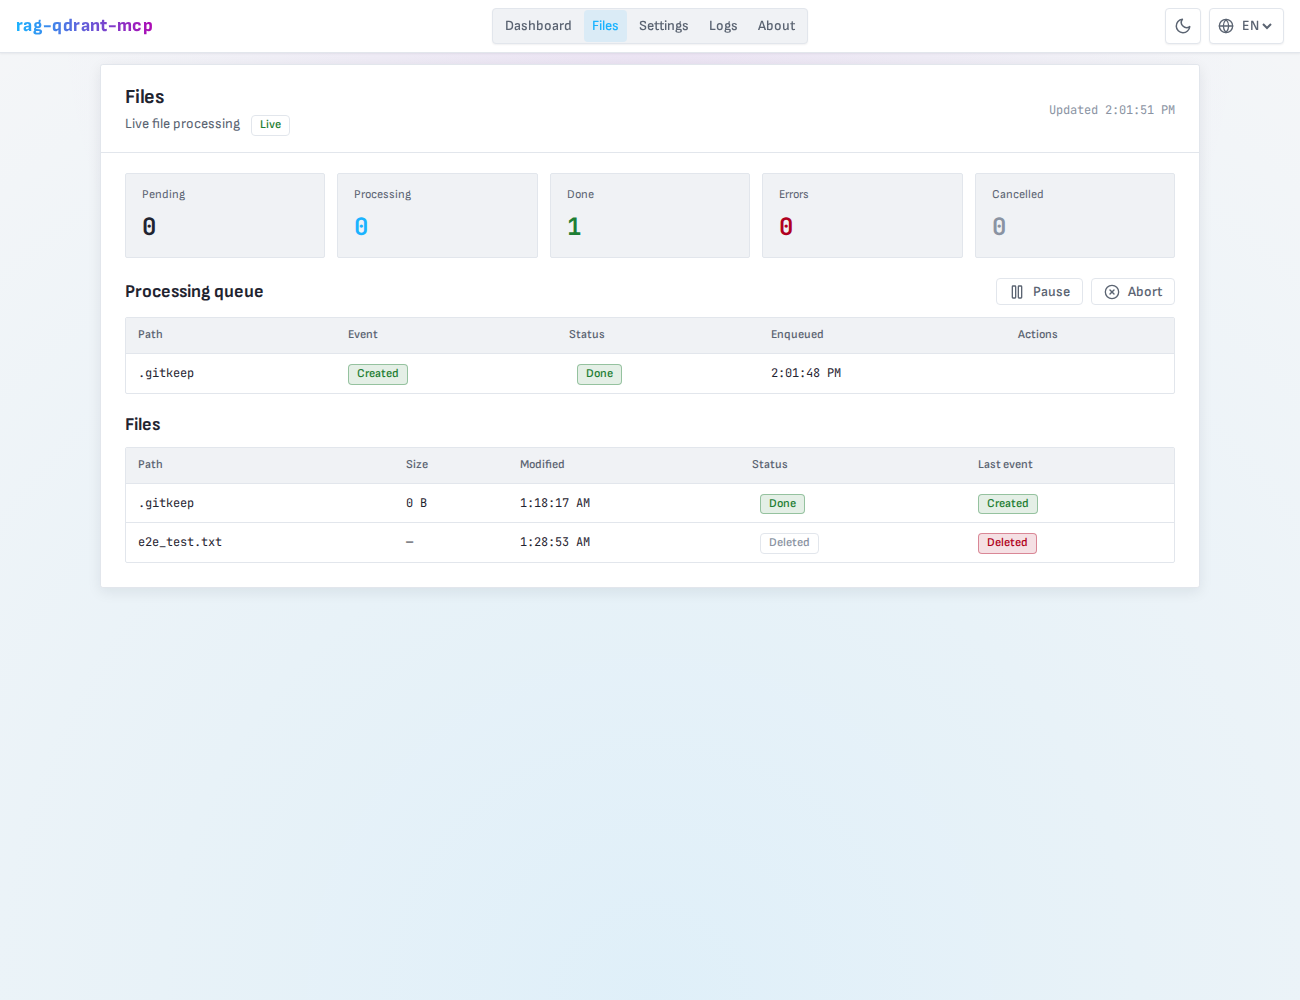 rag-qdrant-mcp
Dashboard Files Settings Logs About
EN
Files
Live file processing Live
Updated 2:01:51 PM
Pending Processing Done Errors Cancelled
0 0 1 0 0
Processing queue
Pause Abort
Path Event Status Enqueued Actions
.gitkeep Created Done 2:01:48 PM
Files
Path Size Modified Status Last event
.gitkeep 0 B 1:18:17 AM Done Created
e2e_test.txt — 1:28:53 AM Deleted Deleted